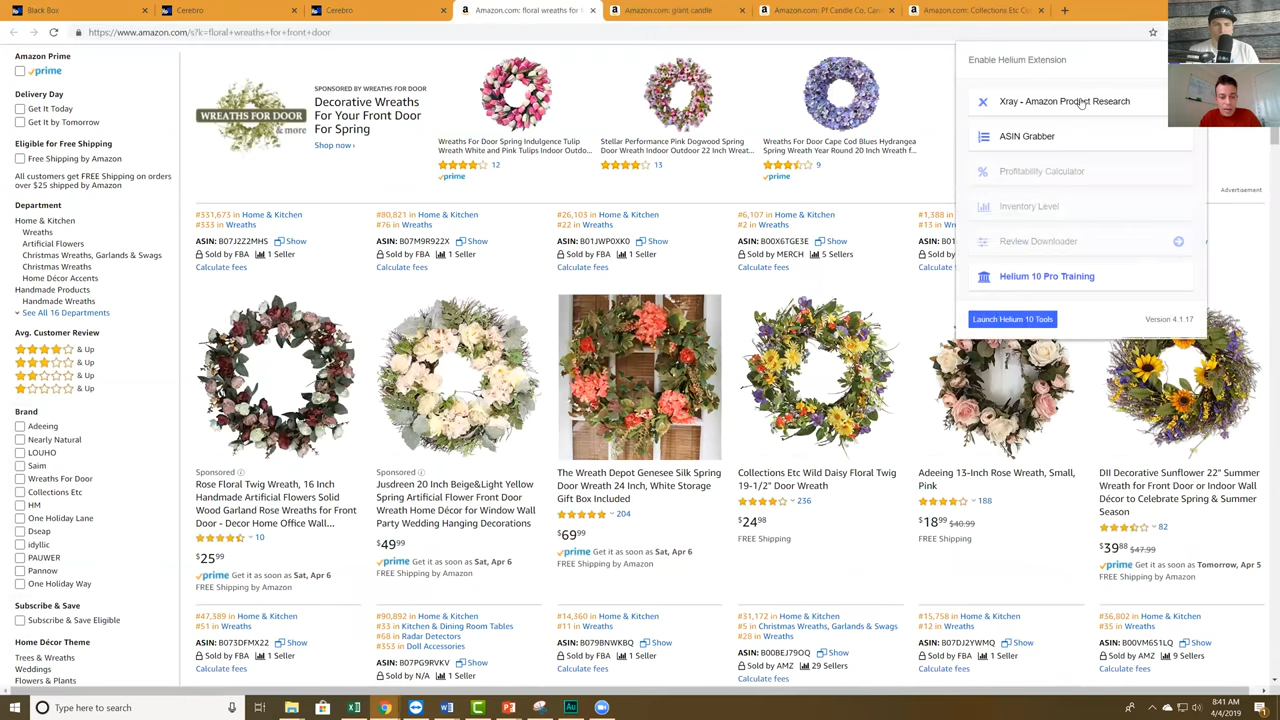 Black Box
Cerebro
Cerebro
Amazon.com: floral wreaths for f
Amazon.com: giant candle
Amazon.com: Pf Candle Co, Can
Amazon.com: Collections Etc Co
https://www.amazon.com/s?k=floral+wreaths+for+front+door
Amazon Prime
prime
Delivery Day
Get It Today
Get It by Tomorrow
Eligible for Free Shipping
Free Shipping by Amazon
All customers get FREE Shipping on orders
over $25 shipped by Amazon
Department
Home & Kitchen
Wreaths
Artificial Flowers
Christmas Wreaths, Garlands & Swags
Christmas Wreaths
Home Décor Accents
Handmade Products
Handmade Wreaths
See All 16 Departments
Avg. Customer Review
& Up
& Up
& Up
& Up
Brand
Adeeing
Nearly Natural
LOUHO
Saim
Wreaths For Door
Collections Etc
HM
One Holiday Lane
Dseap
idyllic
PAUWER
Pannow
One Holiday Way
Subscribe & Save
Subscribe & Save Eligible
Home Décor Theme
Trees & Wreaths
Weddings
Flowers & Plants
WREATHS FOR DOOR
& more
SPONSORED BY WREATHS FOR DOOR
Decorative Wreaths
For Your Front Door
For Spring
Shop now ›
Wreaths For Door Spring Indulgence Tulip
Wreath White and Pink Tulips Indoor Outdo...
12
prime
Stellar Performance Pink Dogwood Spring
Door Wreath Indoor Outdoor 22 Inch Wreat...
13
Wreaths For Door Cape Cod Blues Hydrangea
Spring Wreath Year Round 20 Inch Wreath f...
9
prime
Advertisement
Enable Helium Extension
Xray - Amazon Product Research
ASIN Grabber
Profitability Calculator
Inventory Level
Review Downloader
Helium 10 Pro Training
Launch Helium 10 Tools
Version 4.1.17
#331,673 in Home & Kitchen
#333 in Wreaths
ASIN: B07J2Z2MHS Show
Sold by FBA 1 Seller
Calculate fees
#80,821 in Home & Kitchen
#76 in Wreaths
ASIN: B07M9R922X Show
Sold by FBA 1 Seller
Calculate fees
#26,103 in Home & Kitchen
#22 in Wreaths
ASIN: B01JWP0XK0 Show
Sold by FBA 1 Seller
Calculate fees
#6,107 in Home & Kitchen
#2 in Wreaths
ASIN: B00X6TGE3E Show
Sold by MERCH 5 Sellers
Calculate fees
#1,388 in
#13 in
ASIN: B01
Sold by
Calculate fees
Sponsored
Rose Floral Twig Wreath, 16 Inch
Handmade Artificial Flowers Solid
Wood Garland Rose Wreaths for Front
Door - Decor Home Office Wall...
10
$25 99
prime Get it as soon as Sat, Apr 6
FREE Shipping by Amazon
Sponsored
Jusdreen 20 Inch Beige&Light Yellow
Spring Artificial Flower Front Door
Wreath Home Décor for Window Wall
Party Wedding Hanging Decorations
$49 99
prime Get it as soon as Sat, Apr 6
FREE Shipping by Amazon
The Wreath Depot Genesee Silk Spring
Door Wreath 24 Inch, White Storage
Gift Box Included
204
$69 99
prime Get it as soon as Sat, Apr 6
FREE Shipping by Amazon
Collections Etc Wild Daisy Floral Twig
19-1/2" Door Wreath
236
$24 98
FREE Shipping
Adeeing 13-Inch Rose Wreath, Small,
Pink
188
$18 99 $40.99
FREE Shipping
DII Decorative Sunflower 22" Summer
Wreath for Front Door or Indoor Wall
Décor to Celebrate Spring & Summer
Season
82
$39 88 $47.99
prime Get it as soon as Tomorrow, Apr 5
FREE Shipping by Amazon
#47,389 in Home & Kitchen
#51 in Wreaths
ASIN: B073DFMX22 Show
Sold by FBA 1 Seller
Calculate fees
#90,892 in Home & Kitchen
#33 in Kitchen & Dining Room Tables
#68 in Radar Detectors
#353 in Doll Accessories
ASIN: B07PG9RVKV Show
Sold by N/A 1 Seller
#14,360 in Home & Kitchen
#11 in Wreaths
ASIN: B079BNWKBQ Show
Sold by FBA 1 Seller
Calculate fees
#31,172 in Home & Kitchen
#5 in Christmas Wreaths, Garlands & Swags
#28 in Wreaths
ASIN: B00BEJ79OQ Show
Sold by AMZ 29 Sellers
Calculate fees
#15,758 in Home & Kitchen
#12 in Wreaths
ASIN: B07DJ2YWMQ Show
Sold by FBA 1 Seller
Calculate fees
#36,802 in Home & Kitchen
#35 in Wreaths
ASIN: B00VM6S1LQ Show
Sold by AMZ 9 Sellers
Calculate fees
Type here to search
8:41 AM
4/4/2019